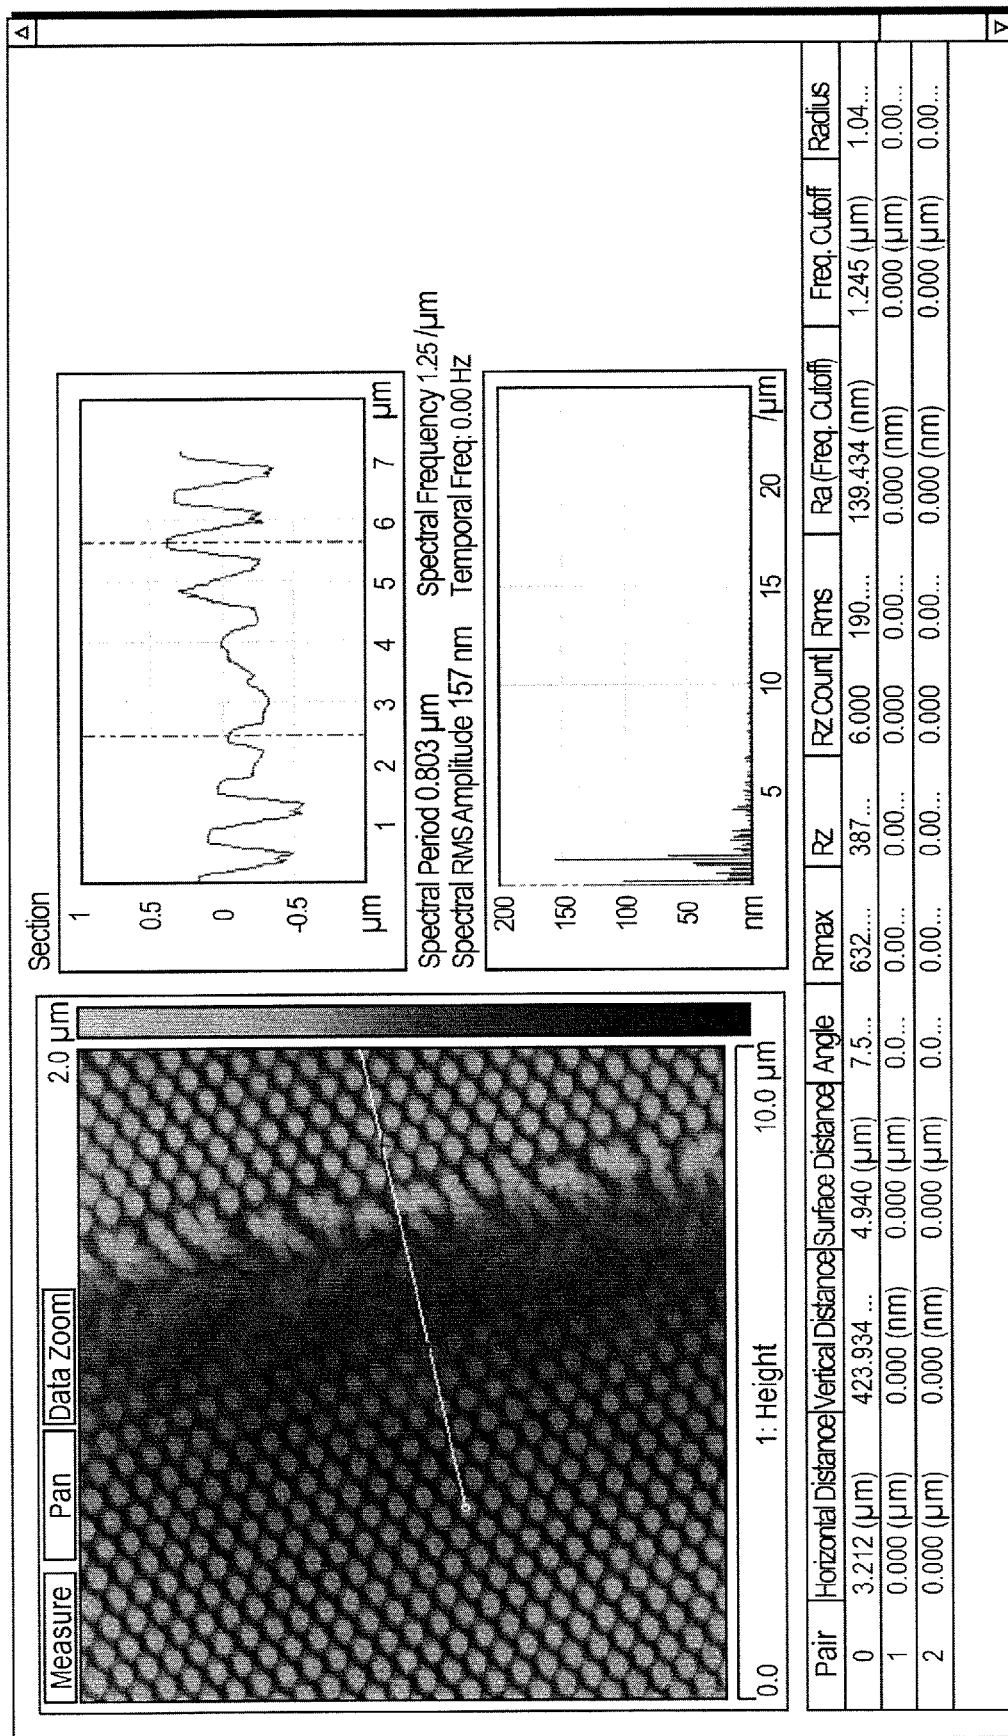 Measure Pan Data Zoom
2.0 µm
0.0 1: Height 10.0 µm
Section
1
0.5
0
-0.5
µm
1 2 3 4 5 6 7 µm
Spectral Period 0.803 µm Spectral Frequency 1.25 /µm
Spectral RMS Amplitude 157 nm Temporal Freq: 0.00 Hz
200
150
100
50
nm
5 10 15 20 /µm
Pair Horizontal Distance Vertical Distance Surface Distance Angle Rmax Rz Rz Count Rms Ra (Freq. Cutoff) Freq. Cutoff Radius
0 3.212 (µm) 423.934 ... 4.940 (µm) 7.5... 632.... 387... 6.000 190.... 139.434 (nm) 1.245 (µm) 1.04...
1 0.000 (µm) 0.000 (nm) 0.000 (µm) 0.0... 0.00... 0.00... 0.000 0.00... 0.000 (nm) 0.000 (µm) 0.00...
2 0.000 (µm) 0.000 (nm) 0.000 (µm) 0.0... 0.00... 0.00... 0.000 0.00... 0.000 (nm) 0.000 (µm) 0.00...